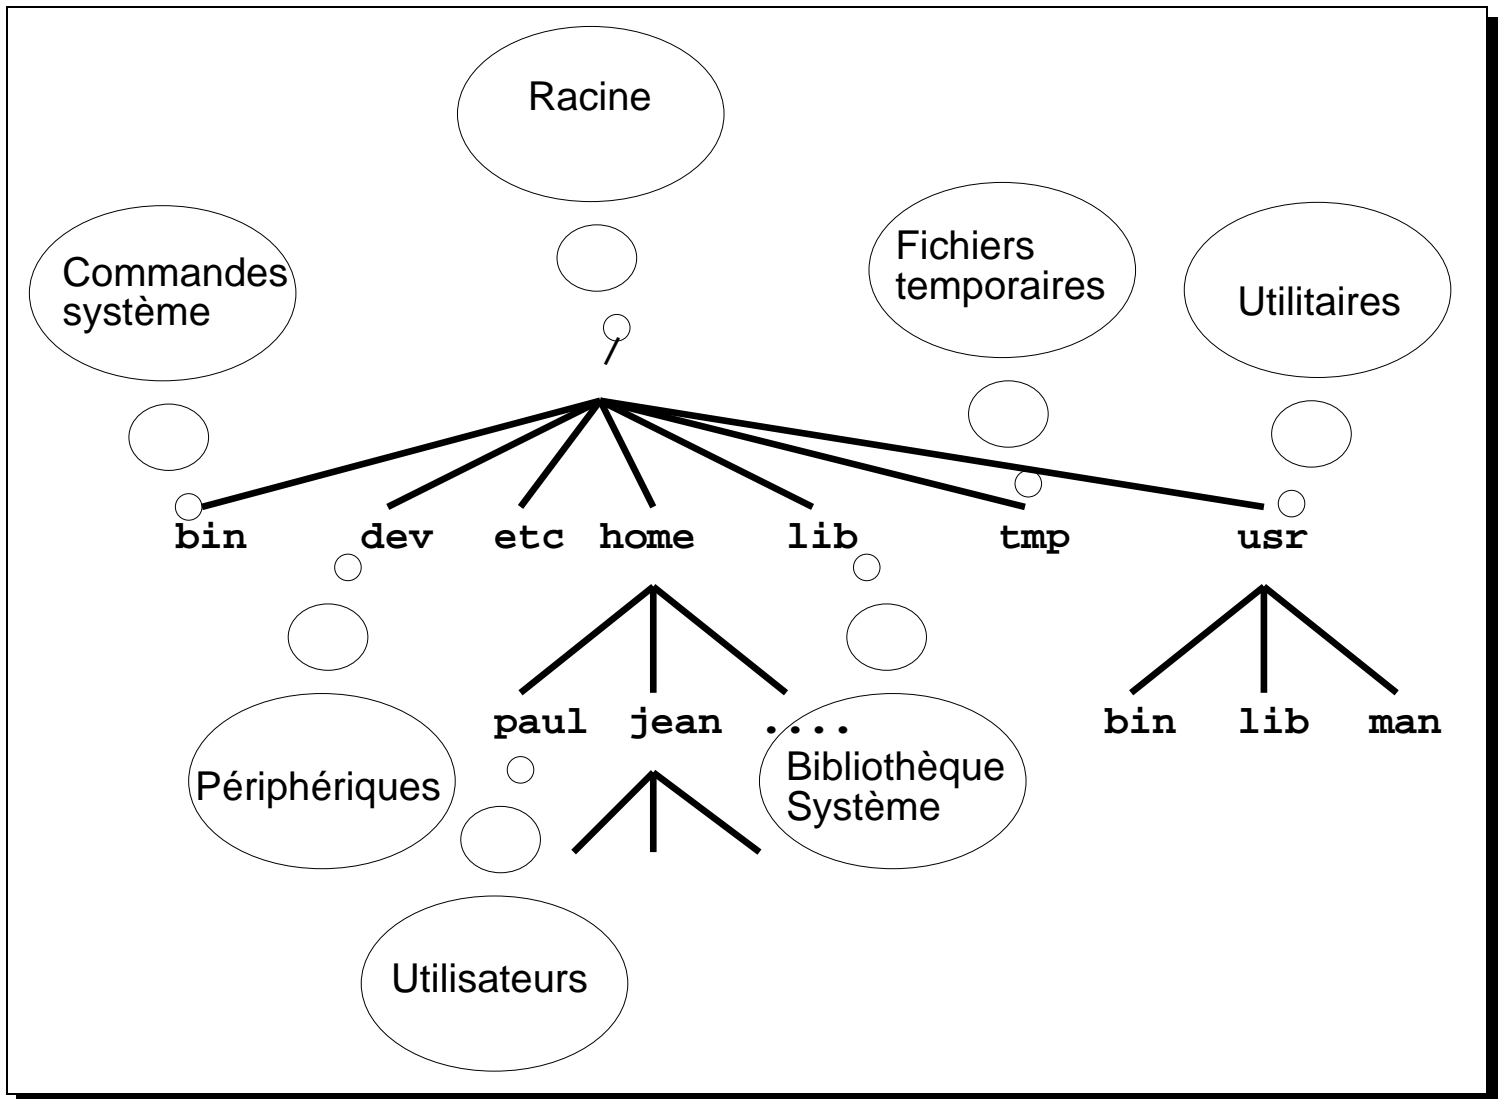 Racine
Commandes
système
Fichiers
temporaires
Utilitaires
/
bin dev etc home lib tmp usr
paul jean .... bin lib man
Périphériques
Bibliothèque
Système
Utilisateurs